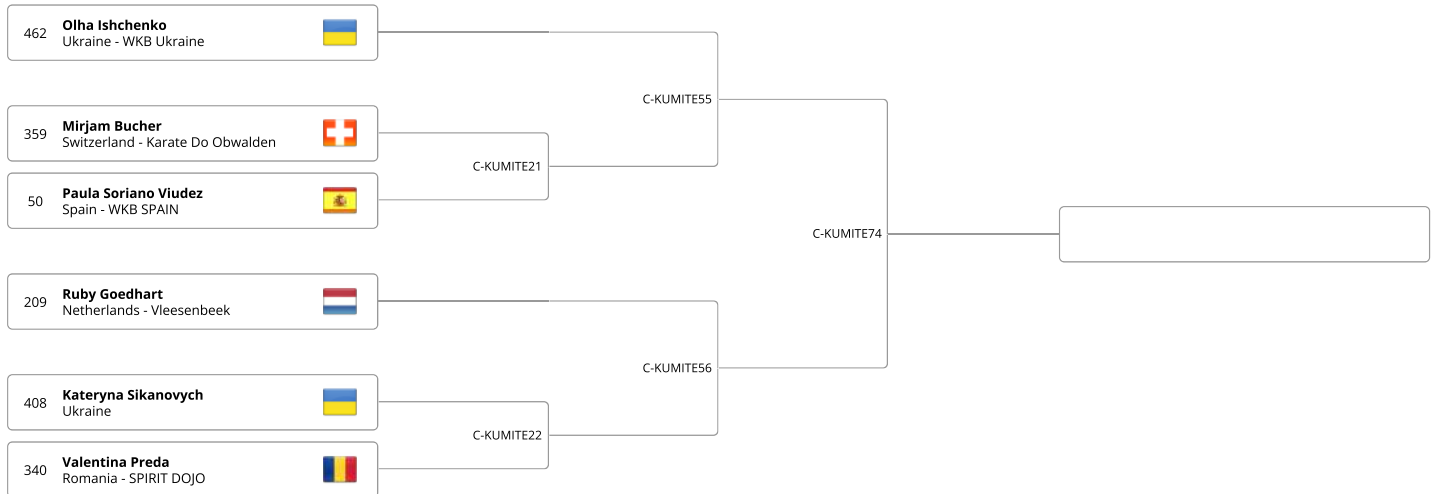 462
Olha Ishchenko
Ukraine - WKB Ukraine
C-KUMITE55
359
Mirjam Bucher
Switzerland - Karate Do Obwalden
C-KUMITE21
50
Paula Soriano Viudez
Spain - WKB SPAIN
C-KUMITE74
209
Ruby Goedhart
Netherlands - Vleesenbeek
C-KUMITE56
408
Kateryna Sikanovych
Ukraine
C-KUMITE22
340
Valentina Preda
Romania - SPIRIT DOJO